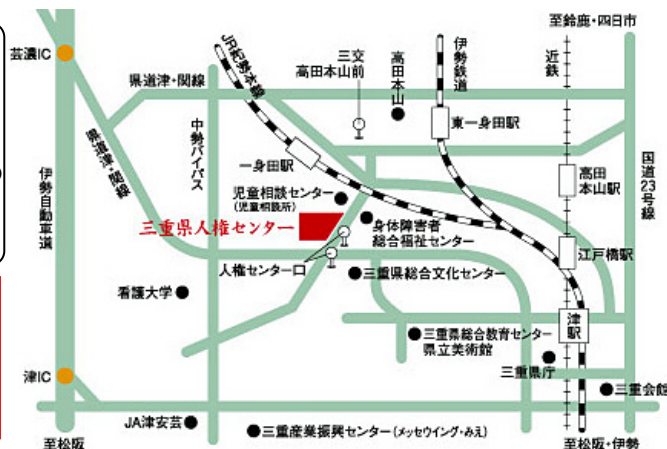 至鈴鹿・四日市
芸濃IC
JR紀勢本線
三交
高田本山前
高田本山
伊勢鉄道
近鉄
県道津・関線
県道津・関線
中勢バイパス
東一身田駅
一身田駅
国道23号線
伊勢自動車道
高田
本山駅
児童相談センター
(児童相談所)
三重県人権センター
身体障害者
総合福祉センター
江戸橋駅
人権センター口
三重県総合文化センター
看護大学
津駅
三重県総合教育センター
県立美術館
三重県庁
津IC
三重会館
JA津安芸
三重産業振興センター(メッセウイング・みえ)
至松阪
至松阪・伊勢